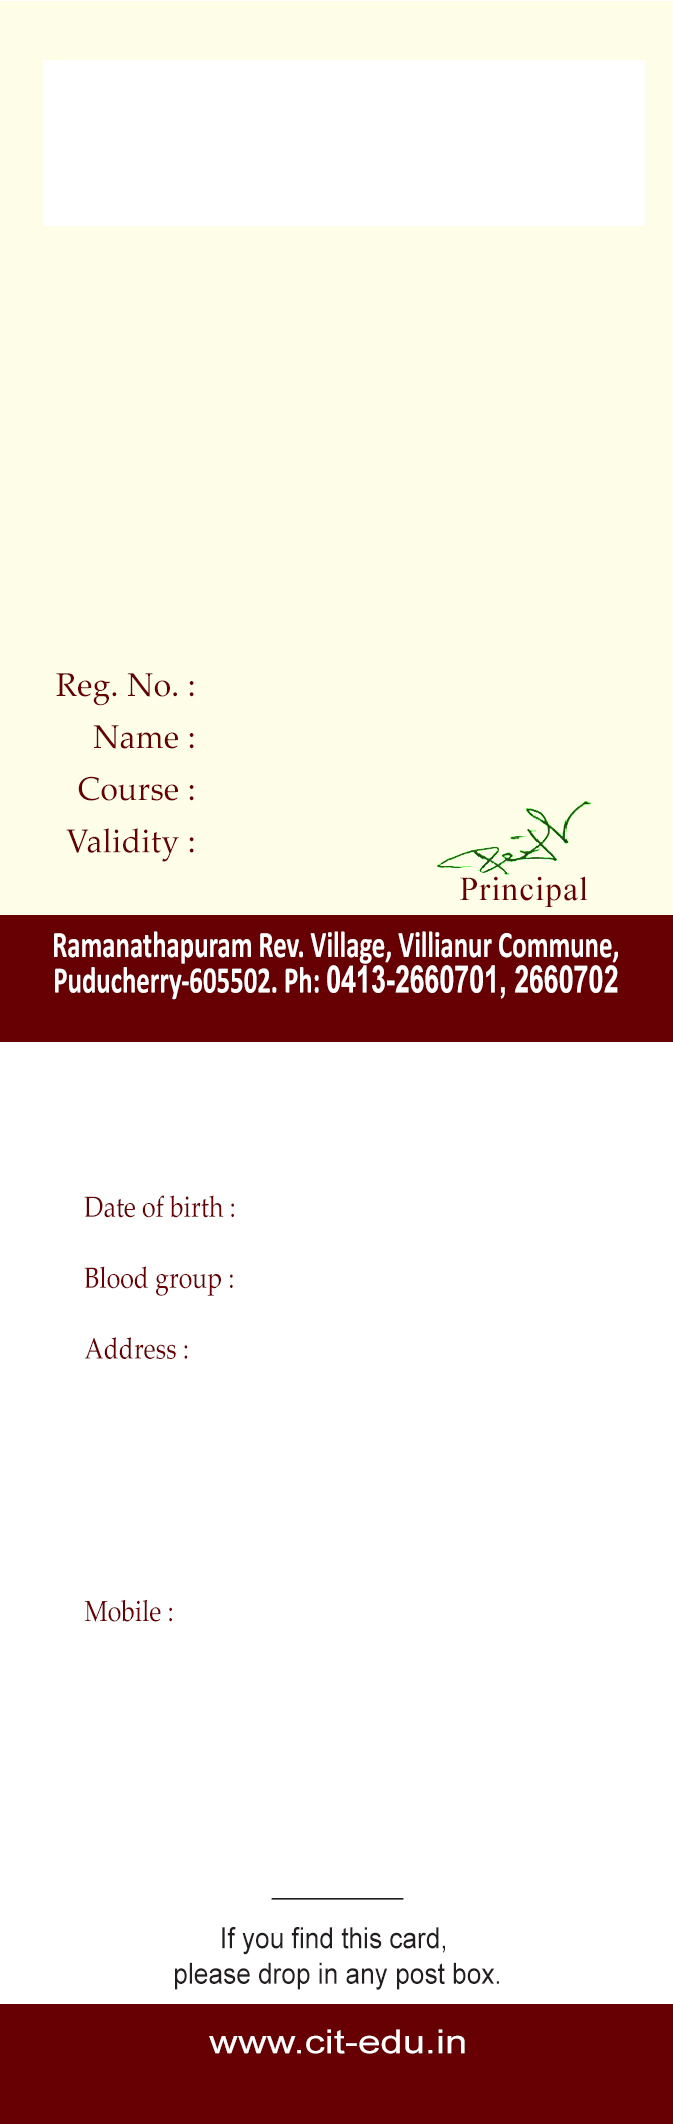 Reg. No. :
Name :
Course :
Validity :
Principal
Ramanathapuram Rev. Village, Villianur Commune,
Puducherry-605502. Ph: 0413-2660701, 2660702
Date of birth :
Blood group :
Address :
Mobile :
If you find this card,
please drop in any post box.
www.cit-edu.in